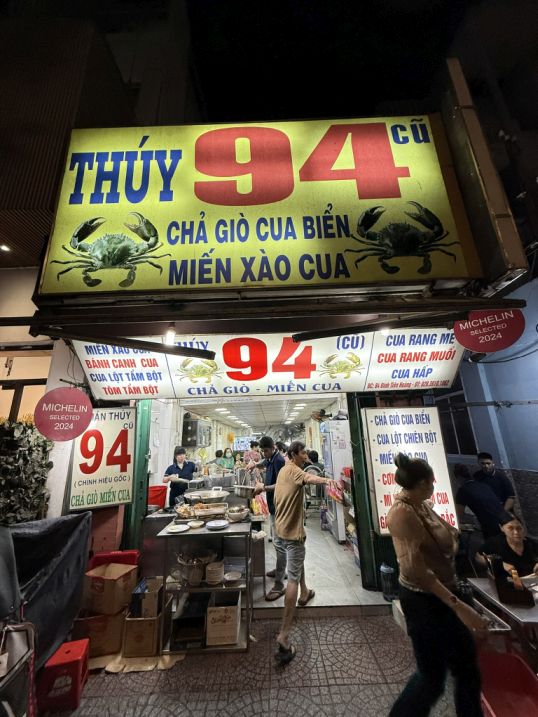 THÚY 94 CŨ
CHẢ GIÒ CUA BIỂN
MIẾN XÀO CUA
MICHELIN
SELECTED
2024
MIẾN XÀO CUA
BÁNH CANH CUA
CUA LỘT TẨM BỘT
TÔM TẨM BỘT
THÚY 94 (CŨ)
CHẢ GIÒ - MIẾN CUA
CUA RANG ME
CUA RANG MUỐI
CUA HẤP
MICHELIN
SELECTED
2024
QUÁN THÚY
94
(CHÍNH HIỆU GỐC)
CHẢ GIÒ MIẾN CUA
- CHẢ GIÒ CUA BIỂN
- CUA LỘT CHIÊN BỘT